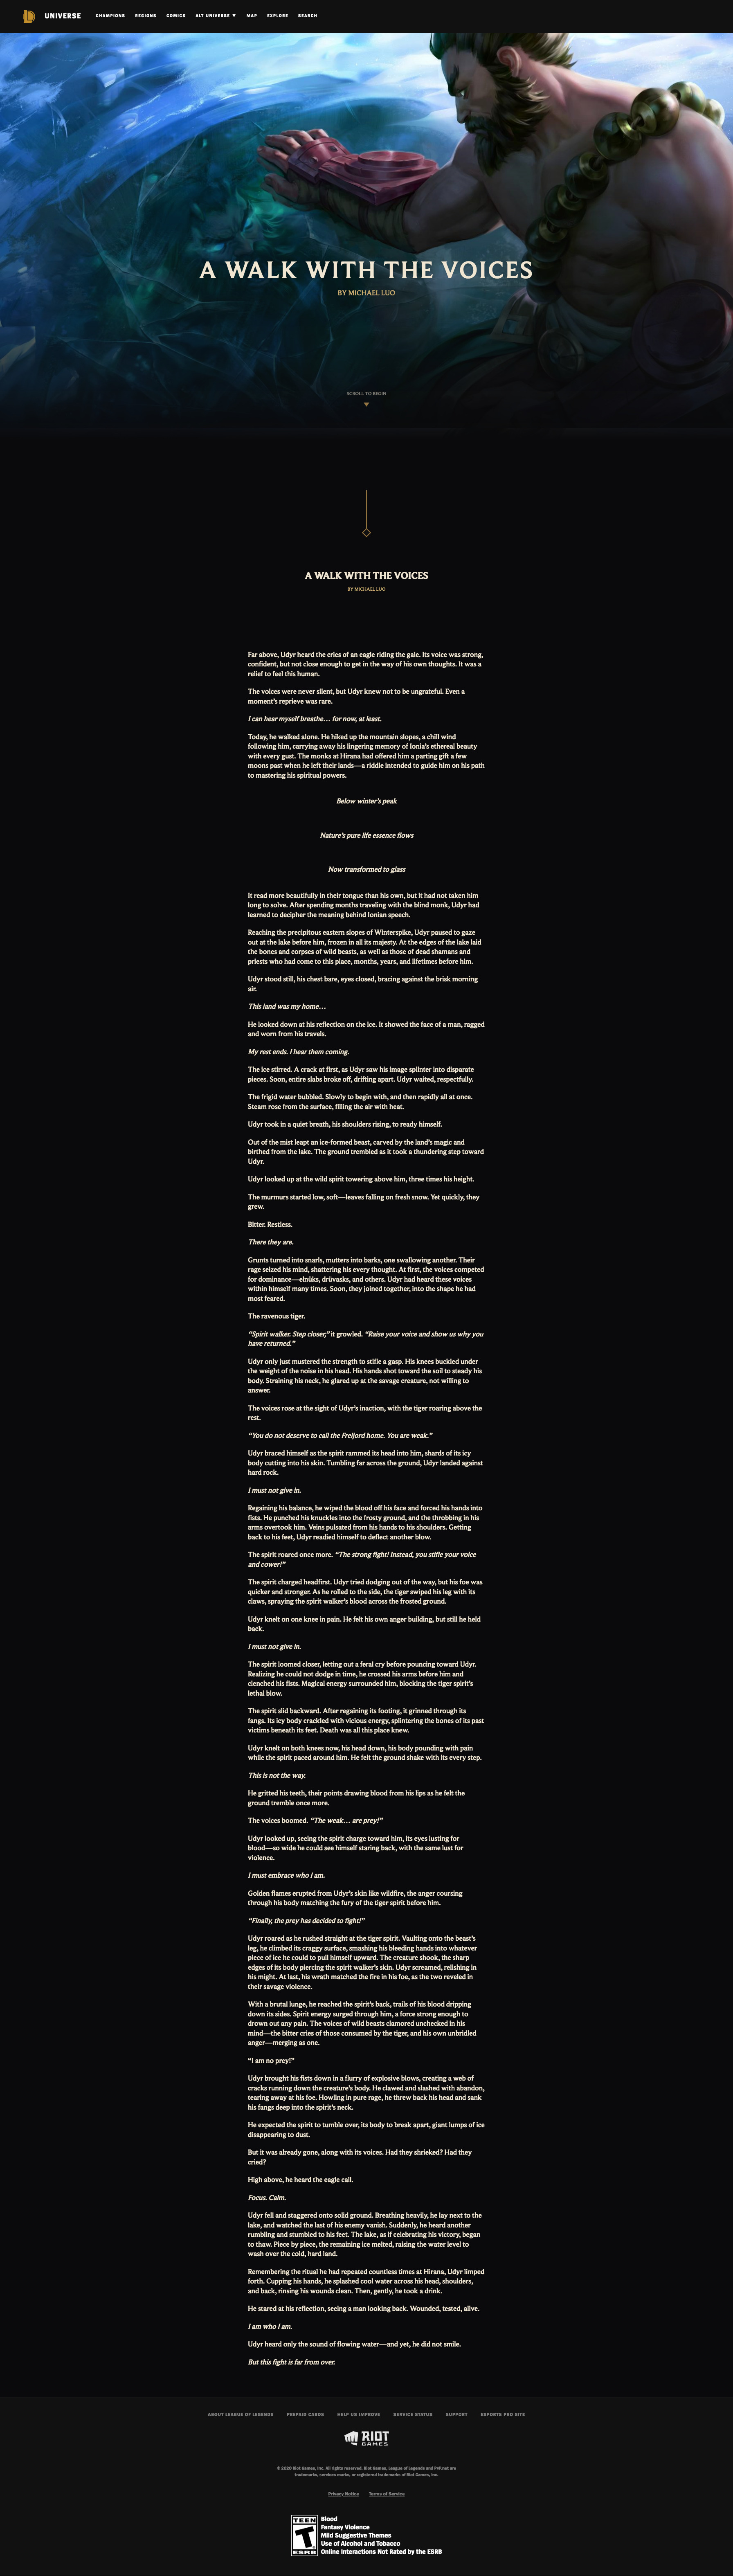 UNIVERSE
CHAMPIONS REGIONS COMICS ALT UNIVERSE ▼ MAP EXPLORE SEARCH
A WALK WITH THE VOICES
BY MICHAEL LUO
SCROLL TO BEGIN
A WALK WITH THE VOICES
BY MICHAEL LUO
Far above, Udyr heard the cries of an eagle riding the gale. Its voice was strong,
confident, but not close enough to get in the way of his own thoughts. It was a
relief to feel this human.
The voices were never silent, but Udyr knew not to be ungrateful. Even a
moment's reprieve was rare.
I can hear myself breathe… for now, at least.
Today, he walked alone. He hiked up the mountain slopes, a chill wind
following him, carrying away his lingering memory of Ionia's ethereal beauty
with every gust. The monks at Hirana had offered him a parting gift a few
moons past when he left their lands—a riddle intended to guide him on his path
to mastering his spiritual powers.
Below winter's peak
Nature's pure life essence flows
Now transformed to glass
It read more beautifully in their tongue than his own, but it had not taken him
long to solve. After spending months traveling with the blind monk, Udyr had
learned to decipher the meaning behind Ionian speech.
Reaching the precipitous eastern slopes of Winterspike, Udyr paused to gaze
out at the lake before him, frozen in all its majesty. At the edges of the lake laid
the bones and corpses of wild beasts, as well as those of dead shamans and
priests who had come to this place, months, years, and lifetimes before him.
Udyr stood still, his chest bare, eyes closed, bracing against the brisk morning
air.
This land was my home…
He looked down at his reflection on the ice. It showed the face of a man, ragged
and worn from his travels.
My rest ends. I hear them coming.
The ice stirred. A crack at first, as Udyr saw his image splinter into disparate
pieces. Soon, entire slabs broke off, drifting apart. Udyr waited, respectfully.
The frigid water bubbled. Slowly to begin with, and then rapidly all at once.
Steam rose from the surface, filling the air with heat.
Udyr took in a quiet breath, his shoulders rising, to ready himself.
Out of the mist leapt an ice-formed beast, carved by the land's magic and
birthed from the lake. The ground trembled as it took a thundering step toward
Udyr.
Udyr looked up at the wild spirit towering above him, three times his height.
The murmurs started low, soft—leaves falling on fresh snow. Yet quickly, they
grew.
Bitter. Restless.
There they are.
Grunts turned into snarls, mutters into barks, one swallowing another. Their
rage seized his mind, shattering his every thought. At first, the voices competed
for dominance—elnüks, drüvasks, and others. Udyr had heard these voices
within himself many times. Soon, they joined together, into the shape he had
most feared.
The ravenous tiger.
“Spirit walker. Step closer,” it growled. “Raise your voice and show us why you
have returned.”
Udyr only just mustered the strength to stifle a gasp. His knees buckled under
the weight of the noise in his head. His hands shot toward the soil to steady his
body. Straining his neck, he glared up at the savage creature, not willing to
answer.
The voices rose at the sight of Udyr's inaction, with the tiger roaring above the
rest.
“You do not deserve to call the Freljord home. You are weak.”
Udyr braced himself as the spirit rammed its head into him, shards of its icy
body cutting into his skin. Tumbling far across the ground, Udyr landed against
hard rock.
I must not give in.
Regaining his balance, he wiped the blood off his face and forced his hands into
fists. He punched his knuckles into the frosty ground, and the throbbing in his
arms overtook him. Veins pulsated from his hands to his shoulders. Getting
back to his feet, Udyr readied himself to deflect another blow.
The spirit roared once more. “The strong fight! Instead, you stifle your voice
and cower!”
The spirit charged headfirst. Udyr tried dodging out of the way, but his foe was
quicker and stronger. As he rolled to the side, the tiger swiped his leg with its
claws, spraying the spirit walker's blood across the frosted ground.
Udyr knelt on one knee in pain. He felt his own anger building, but still he held
back.
I must not give in.
The spirit loomed closer, letting out a feral cry before pouncing toward Udyr.
Realizing he could not dodge in time, he crossed his arms before him and
clenched his fists. Magical energy surrounded him, blocking the tiger spirit's
lethal blow.
The spirit slid backward. After regaining its footing, it grinned through its
fangs. Its icy body crackled with vicious energy, splintering the bones of its past
victims beneath its feet. Death was all this place knew.
Udyr knelt on both knees now, his head down, his body pounding with pain
while the spirit paced around him. He felt the ground shake with its every step.
This is not the way.
He gritted his teeth, their points drawing blood from his lips as he felt the
ground tremble once more.
The voices boomed. “The weak… are prey!”
Udyr looked up, seeing the spirit charge toward him, its eyes lusting for
blood—so wide he could see himself staring back, with the same lust for
violence.
I must embrace who I am.
Golden flames erupted from Udyr's skin like wildfire, the anger coursing
through his body matching the fury of the tiger spirit before him.
“Finally, the prey has decided to fight!”
Udyr roared as he rushed straight at the tiger spirit. Vaulting onto the beast's
leg, he climbed its craggy surface, smashing his bleeding hands into whatever
piece of ice he could to pull himself upward. The creature shook, the sharp
edges of its body piercing the spirit walker's skin. Udyr screamed, relishing in
his might. At last, his wrath matched the fire in his foe, as the two reveled in
their savage violence.
With a brutal lunge, he reached the spirit's back, trails of his blood dripping
down its sides. Spirit energy surged through him, a force strong enough to
drown out any pain. The voices of wild beasts clamored unchecked in his
mind—the bitter cries of those consumed by the tiger, and his own unbridled
anger—merging as one.
“I am no prey!”
Udyr brought his fists down in a flurry of explosive blows, creating a web of
cracks running down the creature's body. He clawed and slashed with abandon,
tearing away at his foe. Howling in pure rage, he threw back his head and sank
his fangs deep into the spirit's neck.
He expected the spirit to tumble over, its body to break apart, giant lumps of ice
disappearing to dust.
But it was already gone, along with its voices. Had they shrieked? Had they
cried?
High above, he heard the eagle call.
Focus. Calm.
Udyr fell and staggered onto solid ground. Breathing heavily, he lay next to the
lake, and watched the last of his enemy vanish. Suddenly, he heard another
rumbling and stumbled to his feet. The lake, as if celebrating his victory, began
to thaw. Piece by piece, the remaining ice melted, raising the water level to
wash over the cold, hard land.
Remembering the ritual he had repeated countless times at Hirana, Udyr limped
forth. Cupping his hands, he splashed cool water across his head, shoulders,
and back, rinsing his wounds clean. Then, gently, he took a drink.
He stared at his reflection, seeing a man looking back. Wounded, tested, alive.
I am who I am.
Udyr heard only the sound of flowing water—and yet, he did not smile.
But this fight is far from over.
ABOUT LEAGUE OF LEGENDS PREPAID CARDS HELP US IMPROVE SERVICE STATUS SUPPORT ESPORTS PRO SITE
RIOT GAMES
© 2020 Riot Games, Inc. All rights reserved. Riot Games, League of Legends and PvP.net are
trademarks, services marks, or registered trademarks of Riot Games, Inc.
Privacy Notice Terms of Service
TEEN
T
ESRB
Blood
Fantasy Violence
Mild Suggestive Themes
Use of Alcohol and Tobacco
Online Interactions Not Rated by the ESRB